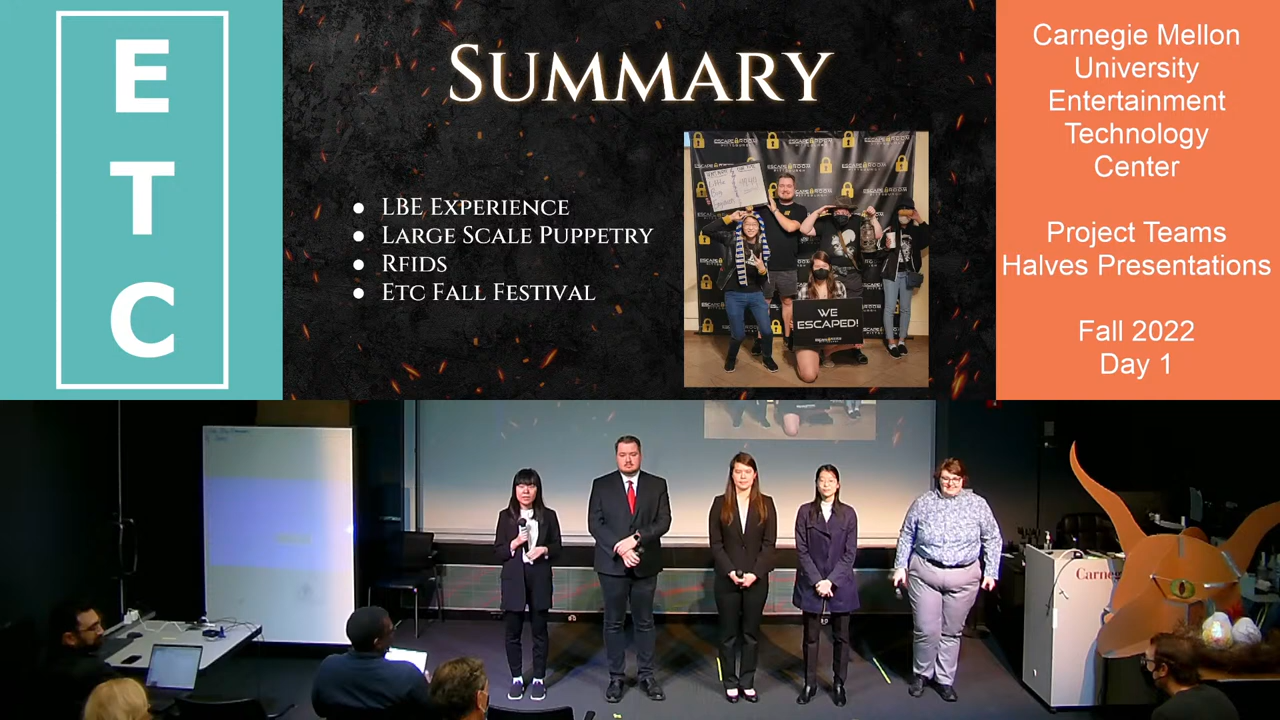 E
T
C
SUMMARY
● LBE EXPERIENCE
● LARGE SCALE PUPPETRY
● RFIDS
● ETC FALL FESTIVAL
WE
ESCAPED!
Carnegie Mellon
University
Entertainment
Technology
Center
Project Teams
Halves Presentations
Fall 2022
Day 1
Carne